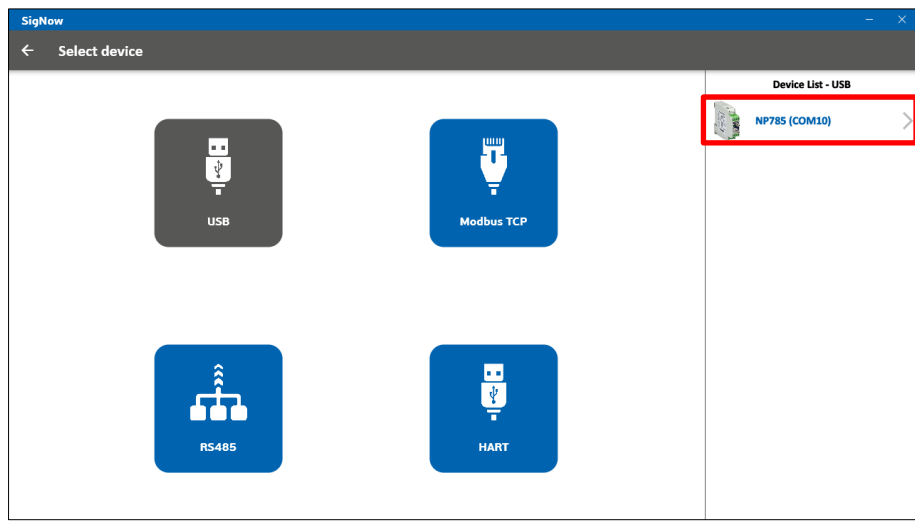 SigNow
Select device
Device List - USB
NP785 (COM10)
USB
Modbus TCP
RS485
HART